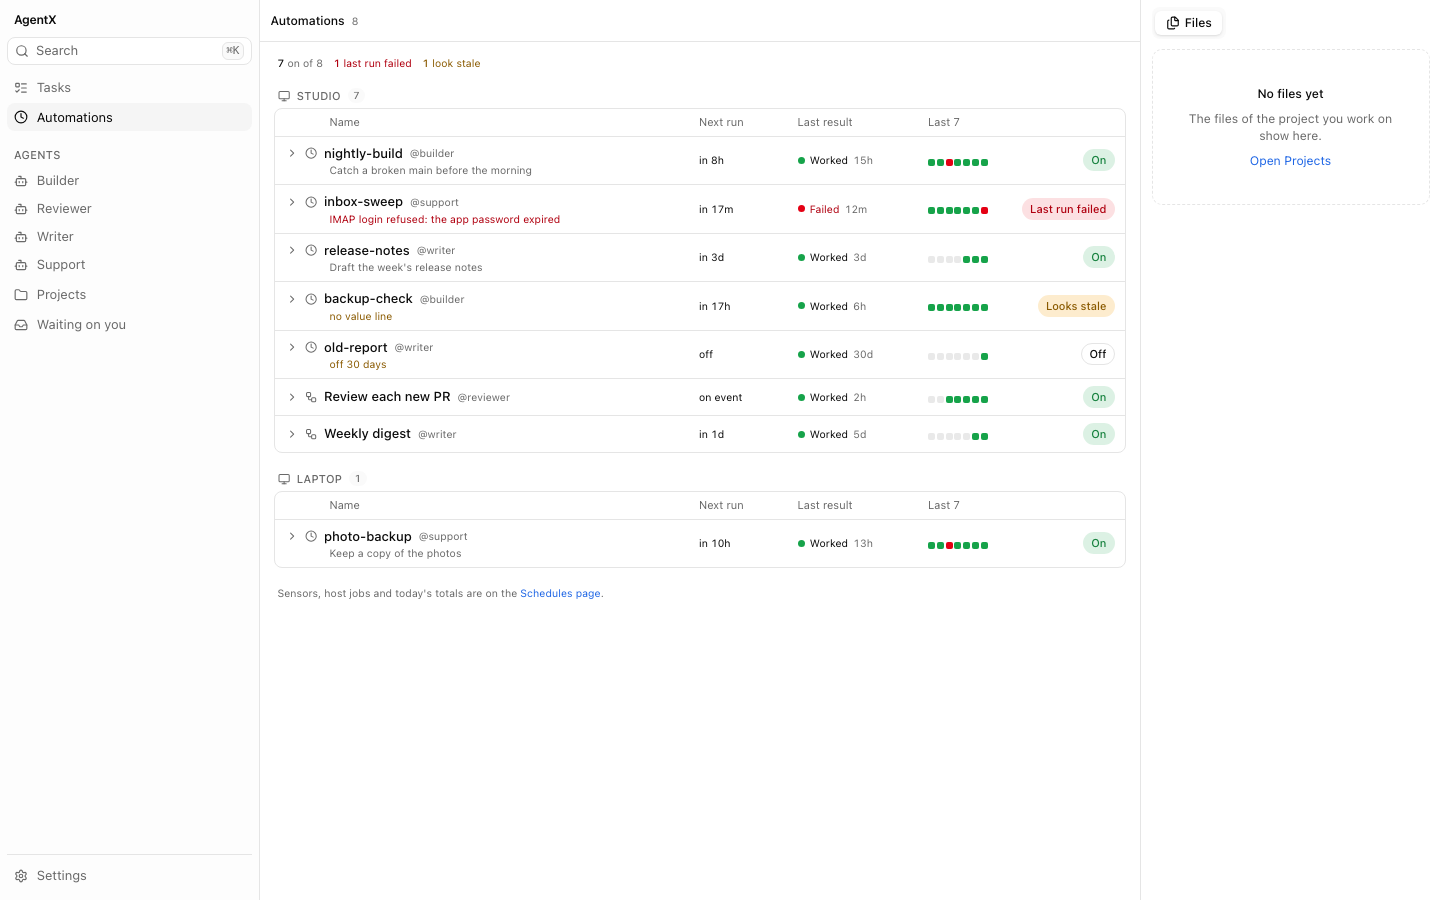 AgentX
Search
⌘K
Tasks
Automations
AGENTS
Builder
Reviewer
Writer
Support
Projects
Waiting on you
Settings
Automations 8
7 on of 8 1 last run failed 1 look stale
STUDIO 7
Name Next run Last result Last 7
nightly-build @builder in 8h Worked 15h On
Catch a broken main before the morning
inbox-sweep @support in 17m Failed 12m Last run failed
IMAP login refused: the app password expired
release-notes @writer in 3d Worked 3d On
Draft the week's release notes
backup-check @builder in 17h Worked 6h Looks stale
no value line
old-report @writer off Worked 30d Off
off 30 days
Review each new PR @reviewer on event Worked 2h On
Weekly digest @writer in 1d Worked 5d On
LAPTOP 1
Name Next run Last result Last 7
photo-backup @support in 10h Worked 13h On
Keep a copy of the photos
Sensors, host jobs and today's totals are on the Schedules page.
Files
No files yet
The files of the project you work on
show here.
Open Projects